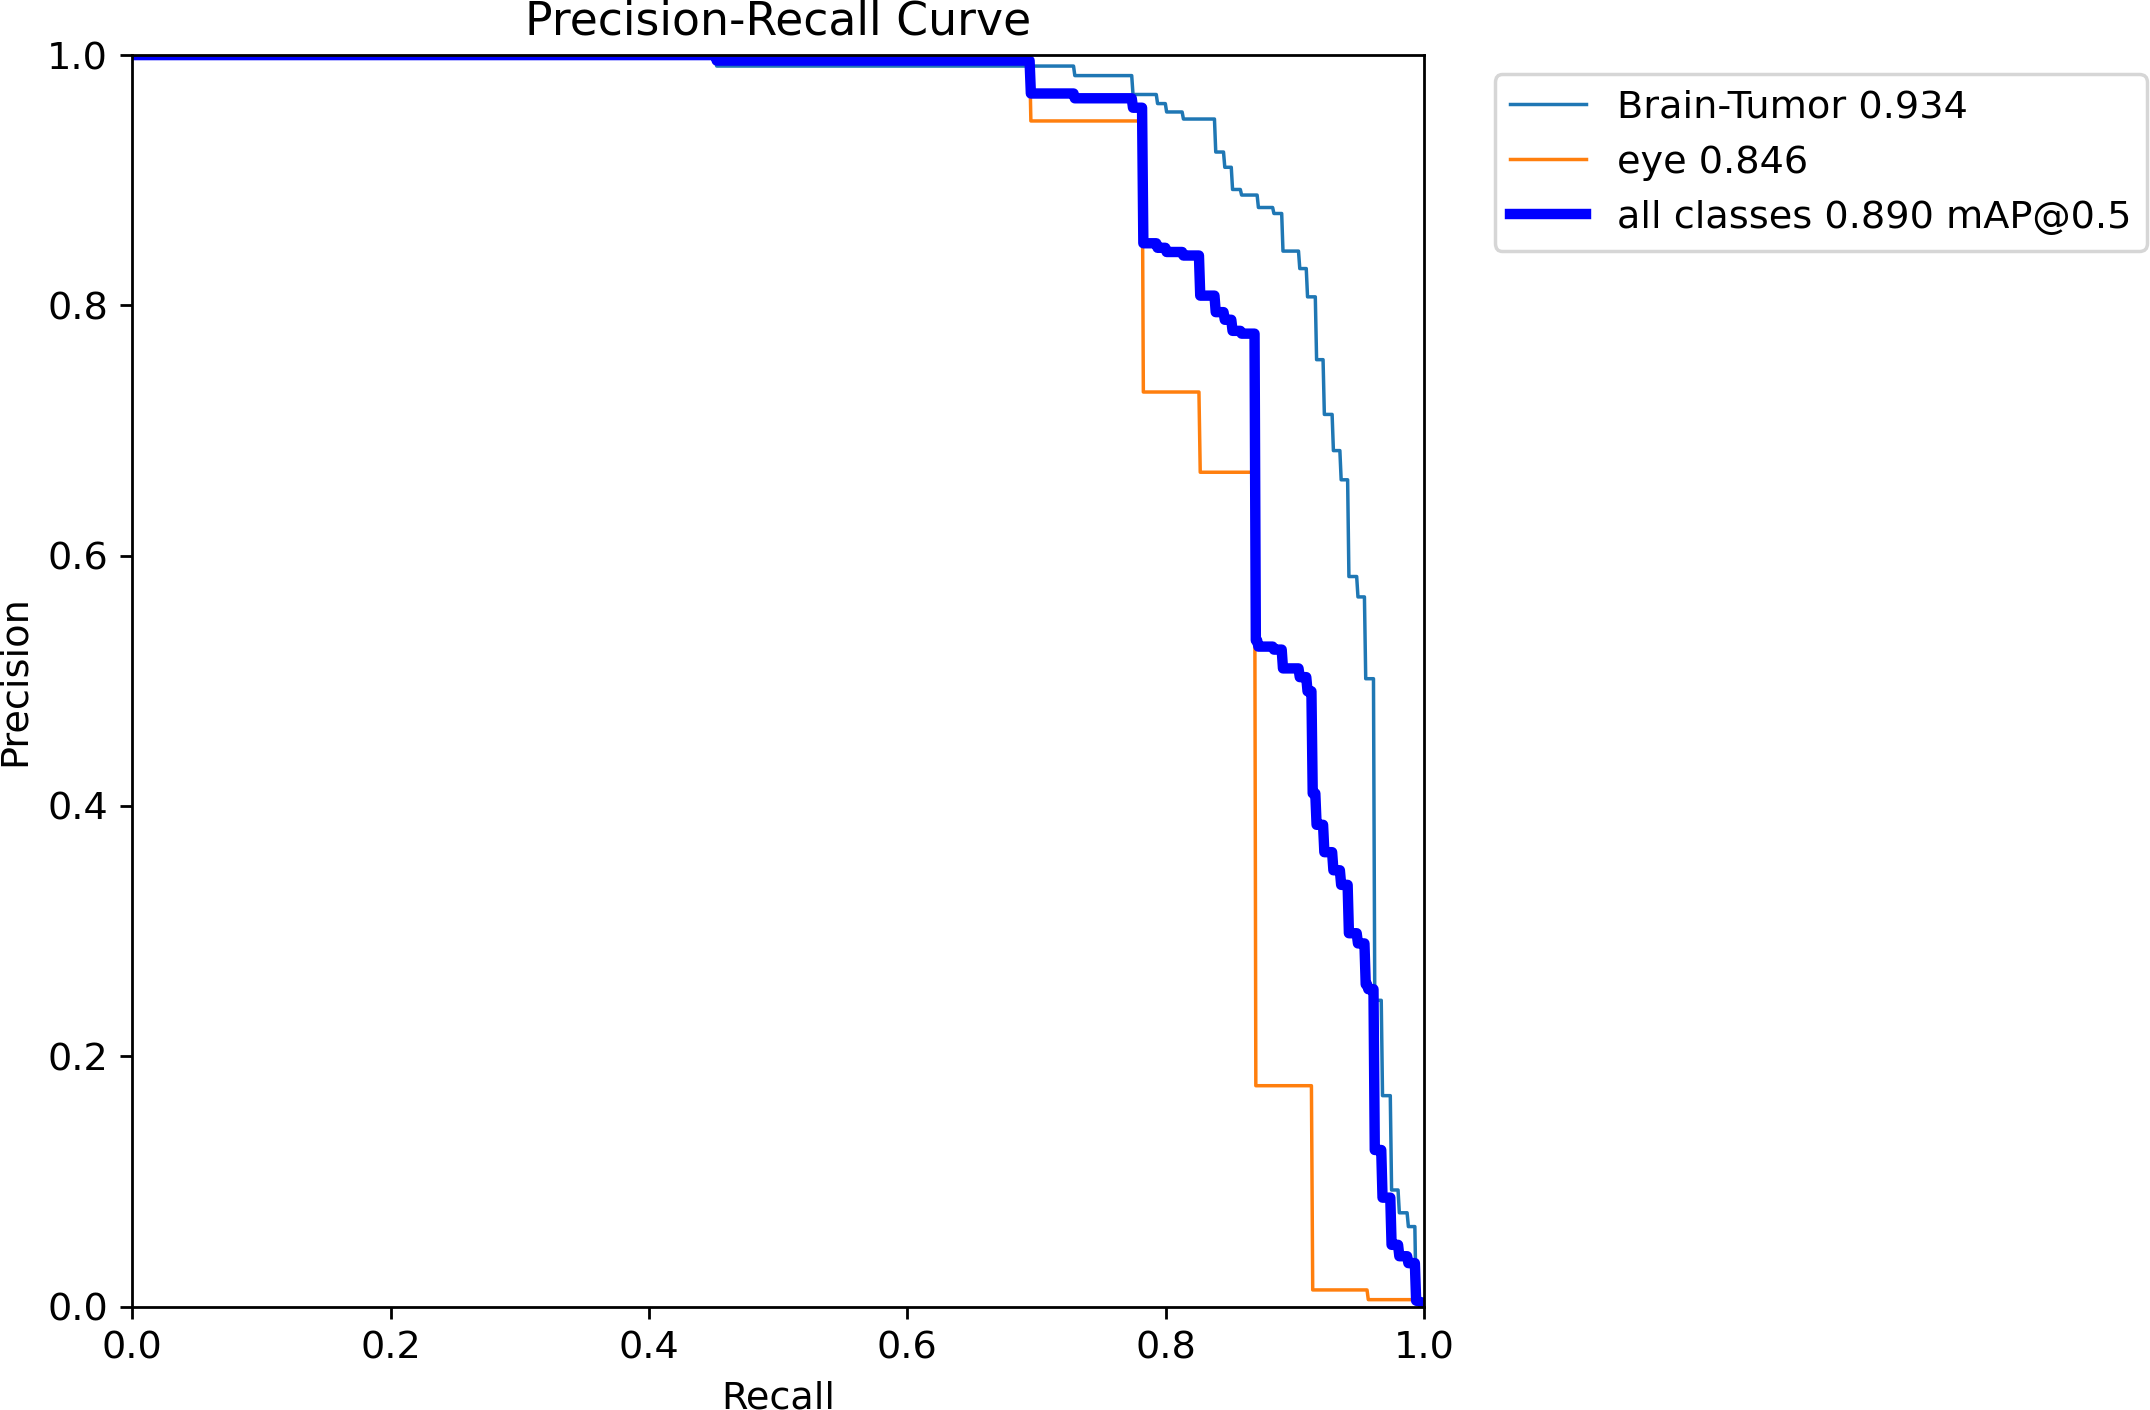 Precision-Recall Curve
1.0
0.8
0.6
0.4
0.2
0.0
Precision
0.0 0.2 0.4 0.6 0.8 1.0
Recall
Brain-Tumor 0.934
eye 0.846
all classes 0.890 mAP@0.5